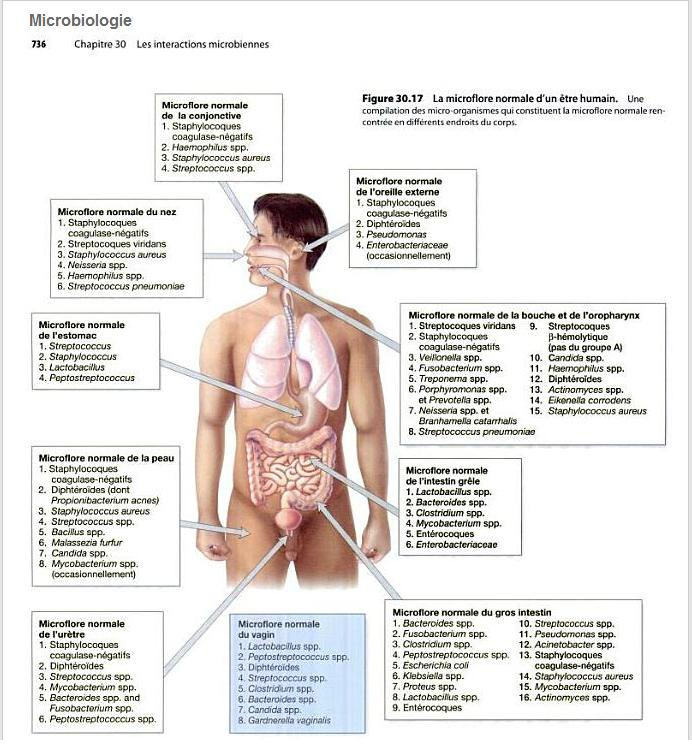 Microbiologie
736 Chapitre 30 Les interactions microbiennes
Figure 30.17 La microflore normale d'un être humain. Une
compilation des micro-organismes qui constituent la microflore normale ren-
contrée en différents endroits du corps.
Microflore normale
de la conjonctive
1. Staphylocoques
coagulase-négatifs
2. Haemophilus spp.
3. Staphylococcus aureus
4. Streptococcus spp.
Microflore normale
de l'oreille externe
1. Staphylocoques
coagulase-négatifs
2. Diphtéroïdes
3. Pseudomonas
4. Enterobacteriaceae
(occasionnellement)
Microflore normale du nez
1. Staphylocoques
coagulase-négatifs
2. Streptocoques viridans
3. Staphylococcus aureus
4. Neisseria spp.
5. Haemophilus spp.
6. Streptococcus pneumoniae
Microflore normale de la bouche et de l'oropharynx
1. Streptocoques viridans
2. Staphylocoques
coagulase-négatifs
3. Veillonella spp.
4. Fusobacterium spp.
5. Treponema spp.
6. Porphyromonas spp.
et Prevotella spp.
7. Neisseria spp. et
Branhamella catarrhalis
8. Streptococcus pneumoniae
9. Streptocoques
β-hémolytique
(pas du groupe A)
10. Candida spp.
11. Haemophilus spp.
12. Diphtéroïdes
13. Actinomyces spp.
14. Eikenella corrodens
15. Staphylococcus aureus
Microflore normale
de l'estomac
1. Streptococcus
2. Staphylococcus
3. Lactobacillus
4. Peptostreptococcus
Microflore normale de la peau
1. Staphylocoques
coagulase-négatifs
2. Diphtéroïdes (dont
Propionibacterium acnes)
3. Staphylococcus aureus
4. Streptococcus spp.
5. Bacillus spp.
6. Malassezia furfur
7. Candida spp.
8. Mycobacterium spp.
(occasionnellement)
Microflore normale
de l'intestin grêle
1. Lactobacillus spp.
2. Bacteroides spp.
3. Clostridium spp.
4. Mycobacterium spp.
5. Entérocoques
6. Enterobacteriaceae
Microflore normale
de l'urètre
1. Staphylocoques
coagulase-négatifs
2. Diphtéroïdes
3. Streptococcus spp.
4. Mycobacterium spp.
5. Bacteroides spp. and
Fusobacterium spp.
6. Peptostreptococcus spp.
Microflore normale
du vagin
1. Lactobacillus spp.
2. Peptostreptococcus spp.
3. Diphtéroïdes
4. Streptococcus spp.
5. Clostridium spp.
6. Bacteroides spp.
7. Candida spp.
8. Gardnerella vaginalis
Microflore normale du gros intestin
1. Bacteroides spp.
2. Fusobacterium spp.
3. Clostridium spp.
4. Peptostreptococcus spp.
5. Escherichia coli
6. Klebsiella spp.
7. Proteus spp.
8. Lactobacillus spp.
9. Entérocoques
10. Streptococcus spp.
11. Pseudomonas spp.
12. Acinetobacter spp.
13. Staphylocoques
coagulase-négatifs
14. Staphylococcus aureus
15. Mycobacterium spp.
16. Actinomyces spp.